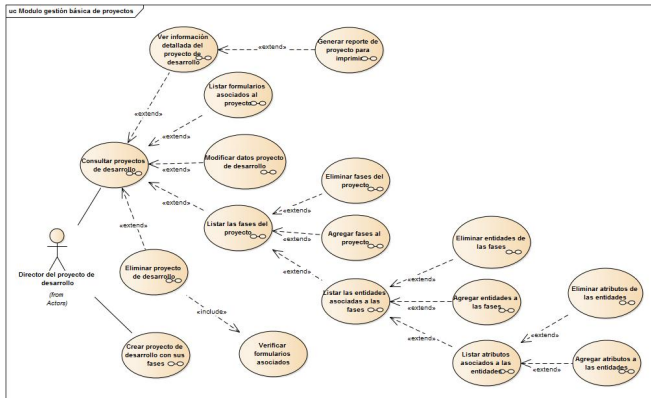 uc Modulo gestión básica de proyectos
Ver información
detallada del
proyecto de
desarrollo
«extend»
Generar reporte de
proyecto para
imprimir
Listar formularios
asociados al
proyecto
«extend»
«extend»
Consultar proyectos
de desarrollo
«extend»
Modificar datos proyecto
de desarrollo
«extend»
Eliminar fases del
proyecto
Listar las fases del
proyecto
«extend»
«extend»
Agregar fases al
proyecto
«extend»
«extend»
Eliminar proyecto
de desarrollo
Director del proyecto de
desarrollo
(from
Actors)
Listar las entidades
asociadas a las
fases
«extend»
Eliminar entidades de
las fases
«extend»
Agregar entidades a
las fases
«extend»
Eliminar atributos de
las entidades
«include»
Verificar
formularios
asociados
Crear proyecto de
desarrollo con sus
fases
Listar atributos
asociados a las
entidades
«extend»
«extend»
Agregar atributos a
las entidades